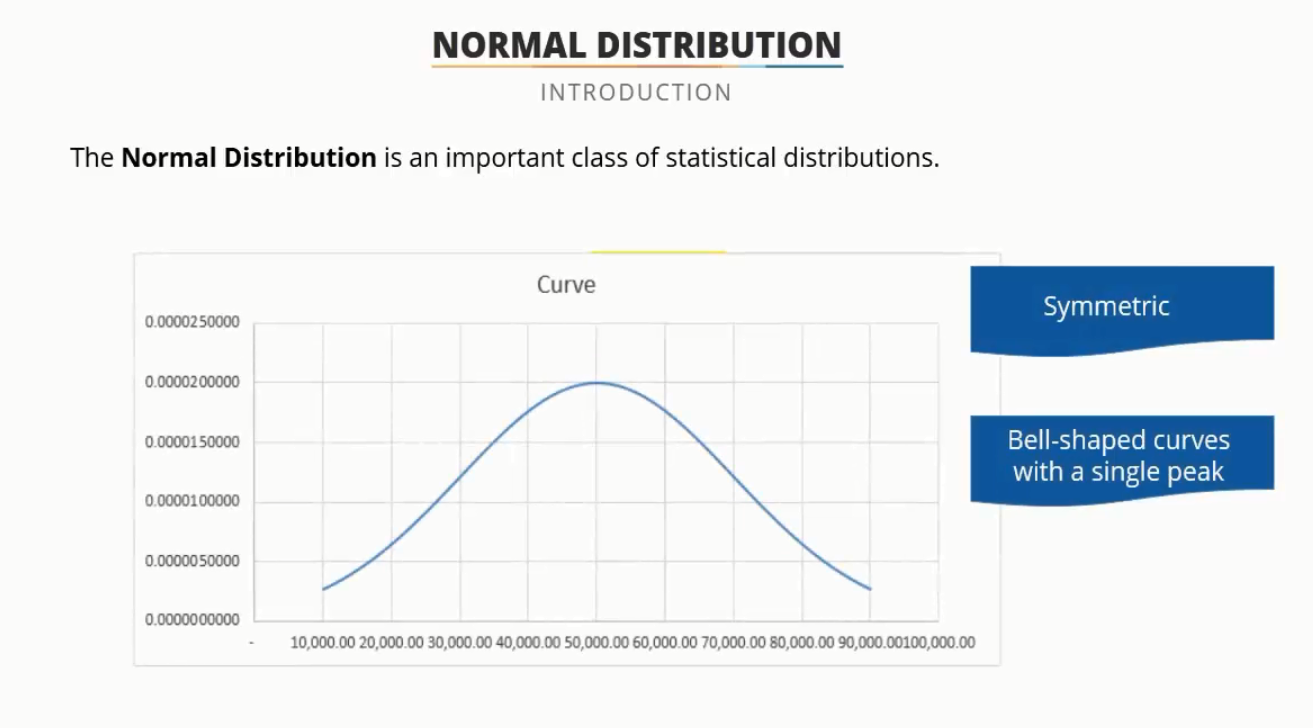 NORMAL DISTRIBUTION
INTRODUCTION
The Normal Distribution is an important class of statistical distributions.
Curve
0.0000250000
0.0000200000
0.0000150000
0.0000100000
0.0000050000
0.0000000000
- 10,000.00 20,000.00 30,000.00 40,000.00 50,000.00 60,000.00 70,000.00 80,000.00 90,000.00100,000.00
Symmetric
Bell-shaped curves
with a single peak